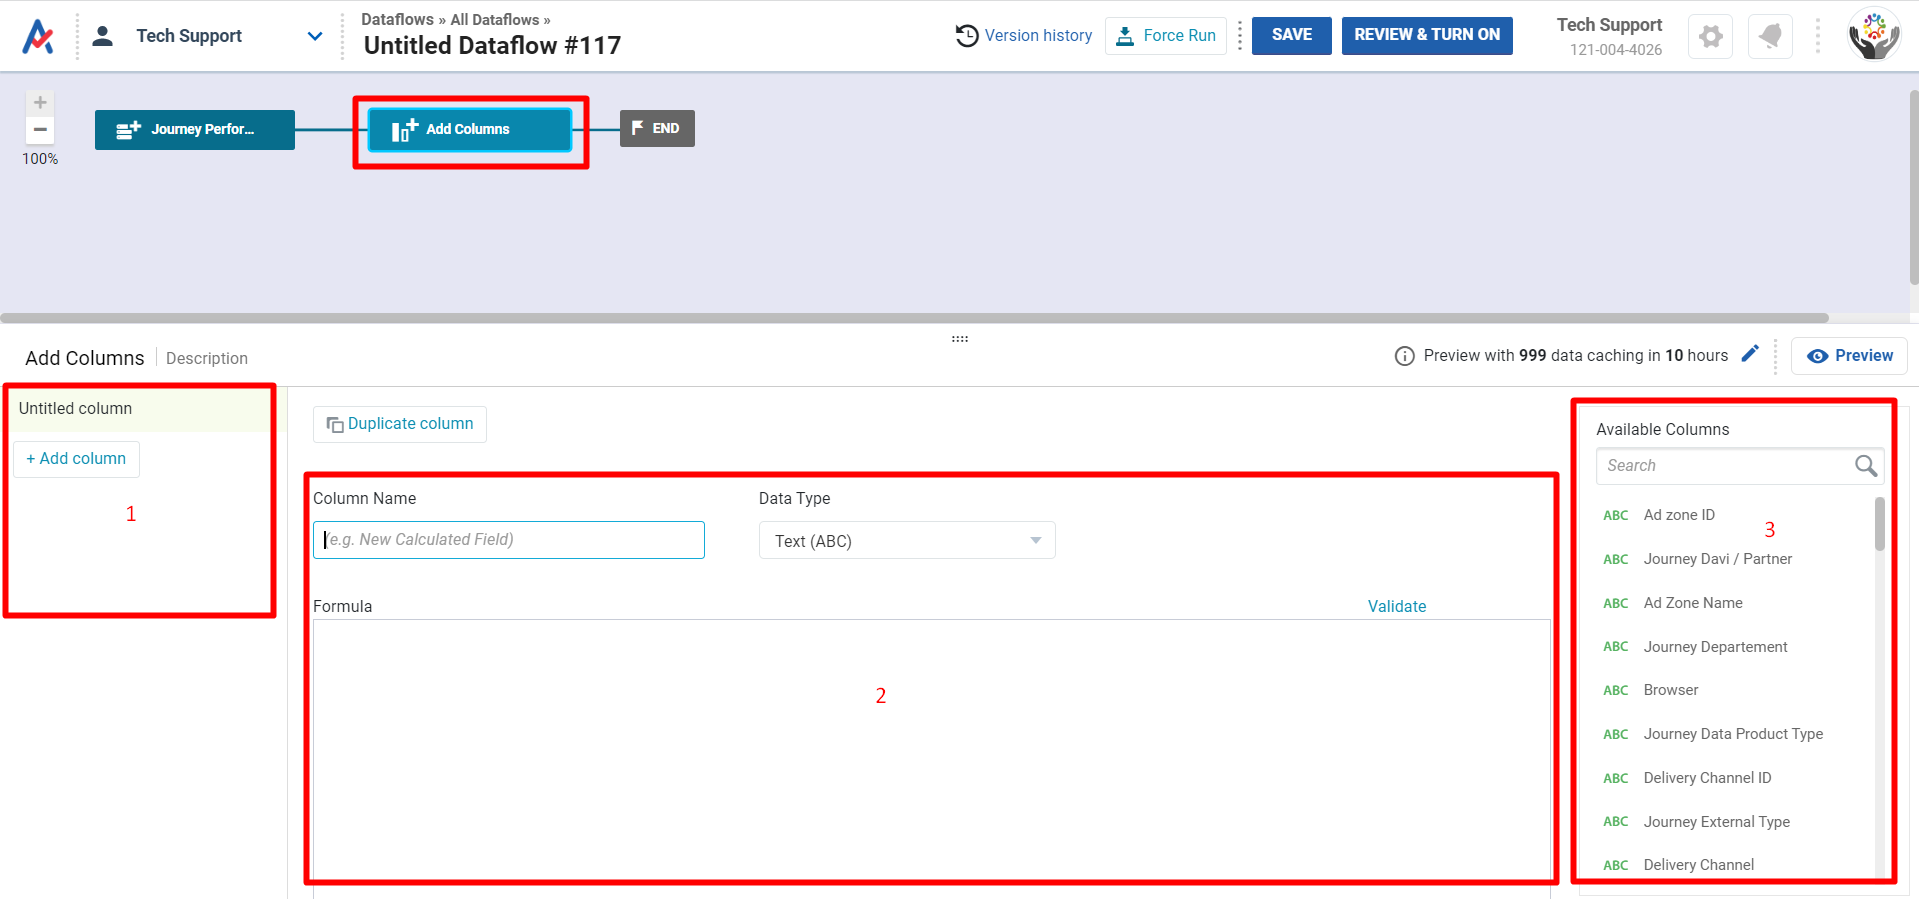 Tech Support
Dataflows » All Dataflows »
Untitled Dataflow #117
Version history
Force Run
SAVE
REVIEW & TURN ON
Tech Support
121-004-4026
100%
Journey Perfor...
Add Columns
END
Add Columns
Description
Preview with 999 data caching in 10 hours
Preview
Untitled column
+ Add column
1
Duplicate column
Column Name
Data Type
(e.g. New Calculated Field)
Text (ABC)
Formula
Validate
2
Available Columns
Search
ABC Ad zone ID
3
ABC Journey Davi / Partner
ABC Ad Zone Name
ABC Journey Departement
ABC Browser
ABC Journey Data Product Type
ABC Delivery Channel ID
ABC Journey External Type
ABC Delivery Channel